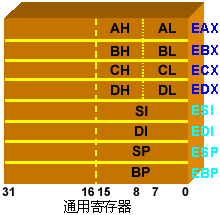 AH AL EAX
BH BL EBX
CH CL ECX
DH DL EDX
SI ESI
DI EDI
SP ESP
BP EBP
31 16 15 8 7 0
通用寄存器